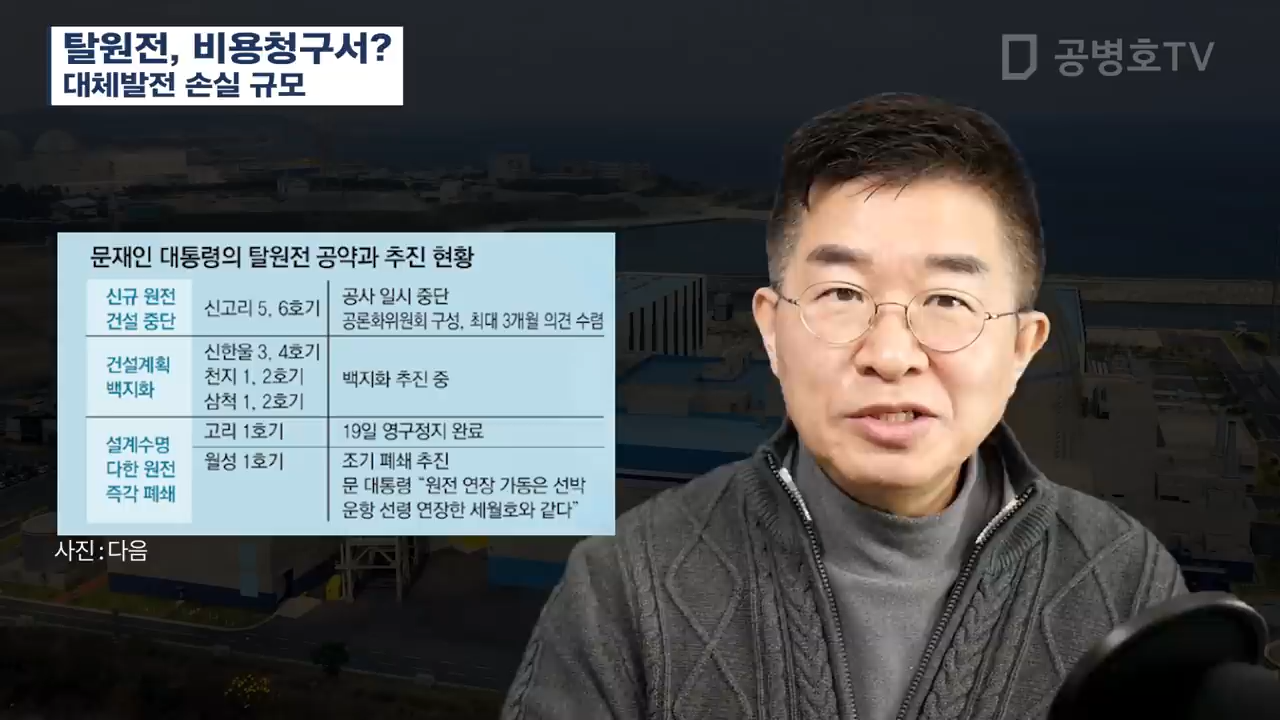 탈원전, 비용청구서?
대체발전 손실 규모
공병호TV
문재인 대통령의 탈원전 공약과 추진 현황
신규 원전
건설 중단
신고리 5, 6호기
공사 일시 중단
공론화위원회 구성, 최대 3개월 의견 수렴
건설계획
백지화
신한울 3, 4호기
천지 1, 2호기
삼척 1, 2호기
백지화 추진 중
설계수명
다한 원전
즉각 폐쇄
고리 1호기
19일 영구정지 완료
월성 1호기
조기 폐쇄 추진
문 대통령 “원전 연장 가동은 선박
운항 선령 연장한 세월호와 같다”
사진:다음